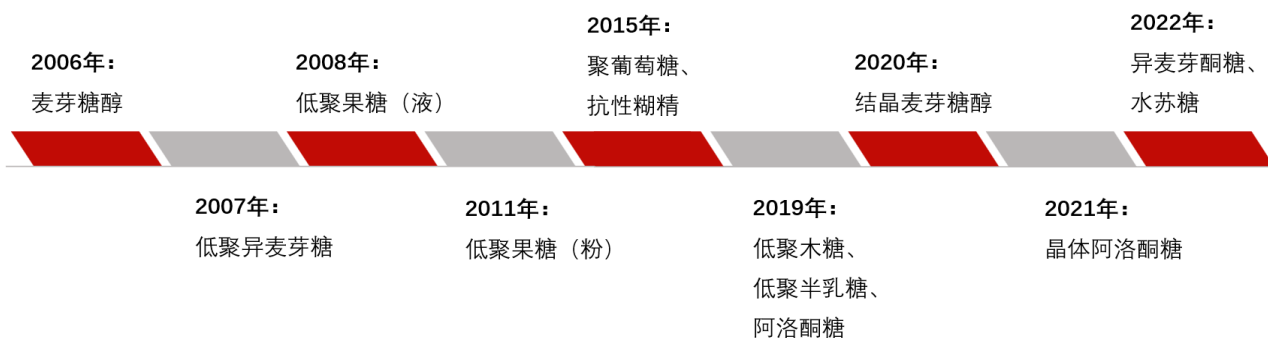 2006年：
麦芽糖醇
2007年：
低聚异麦芽糖
2008年：
低聚果糖（液）
2011年：
低聚果糖（粉）
2015年：
聚葡萄糖、
抗性糊精
2019年：
低聚木糖、
低聚半乳糖、
阿洛酮糖
2020年：
结晶麦芽糖醇
2021年：
晶体阿洛酮糖
2022年：
异麦芽酮糖、
水苏糖